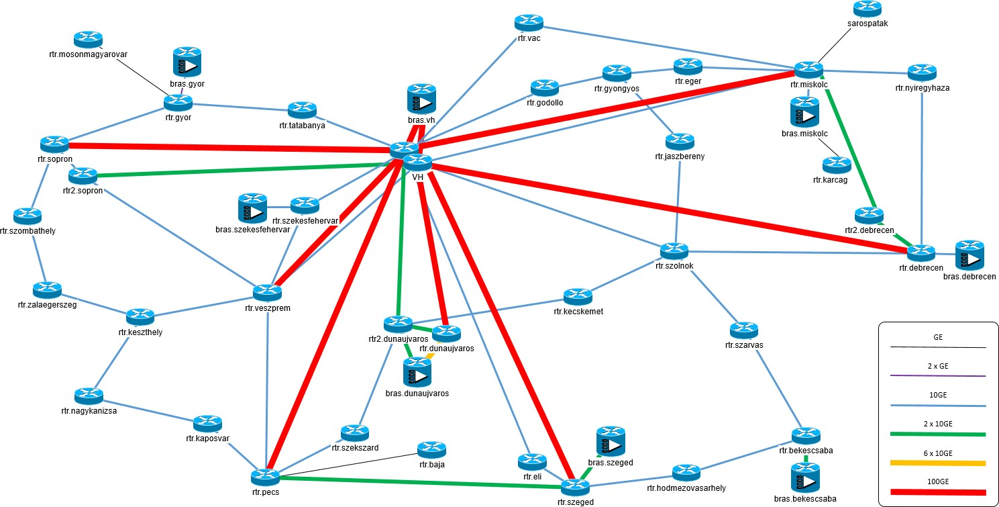 sarospatak
rtr.vac
rtr.mosonmagyarovar
bras.gyor
rtr.eger
rtr.gyongyos
rtr.miskolc
rtr.nyiregyhaza
rtr.godollo
rtr.gyor
rtr.tatabanya
bras.vh
bras.miskolc
rtr.sopron
rtr.jaszbereny
VH
rtr.karcag
rtr2.sopron
rtr.szekesfehervar
bras.szekesfehervar
rtr.szombathely
rtr2.debrecen
rtr.szolnok
rtr.debrecen
bras.debrecen
rtr.zalaegerszeg
rtr.veszprem
rtr.kecskemet
rtr.keszthely
rtr2.dunaujvaros
rtr.dunaujvaros
rtr.szarvas
bras.dunaujvaros
rtr.nagykanizsa
rtr.kaposvar
rtr.szekszard
rtr.baja
bras.szeged
rtr.bekescsaba
rtr.eli
rtr.hodmezovasarhely
rtr.pecs
rtr.szeged
bras.bekescsaba
GE
2 x GE
10GE
2 x 10GE
6 x 10GE
100GE